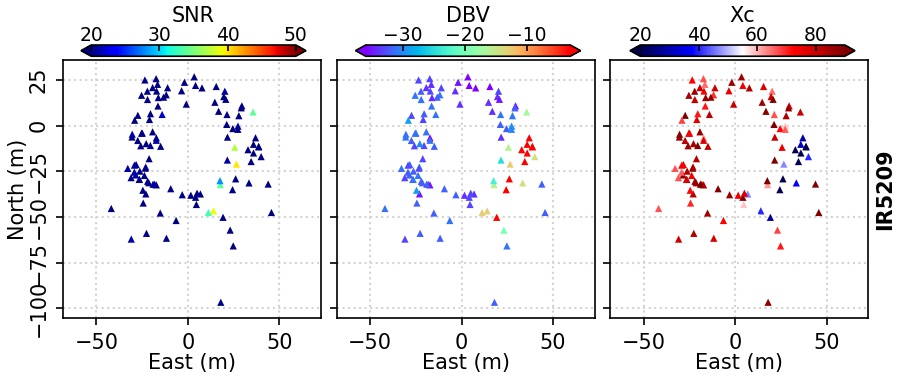 SNR DBV Xc
20 30 40 50 −30 −20 −10 20 40 60 80
25
0
−25
−50
−75
−100
North (m)
IR5209
−50 0 50 −50 0 50 −50 0 50
East (m) East (m) East (m)